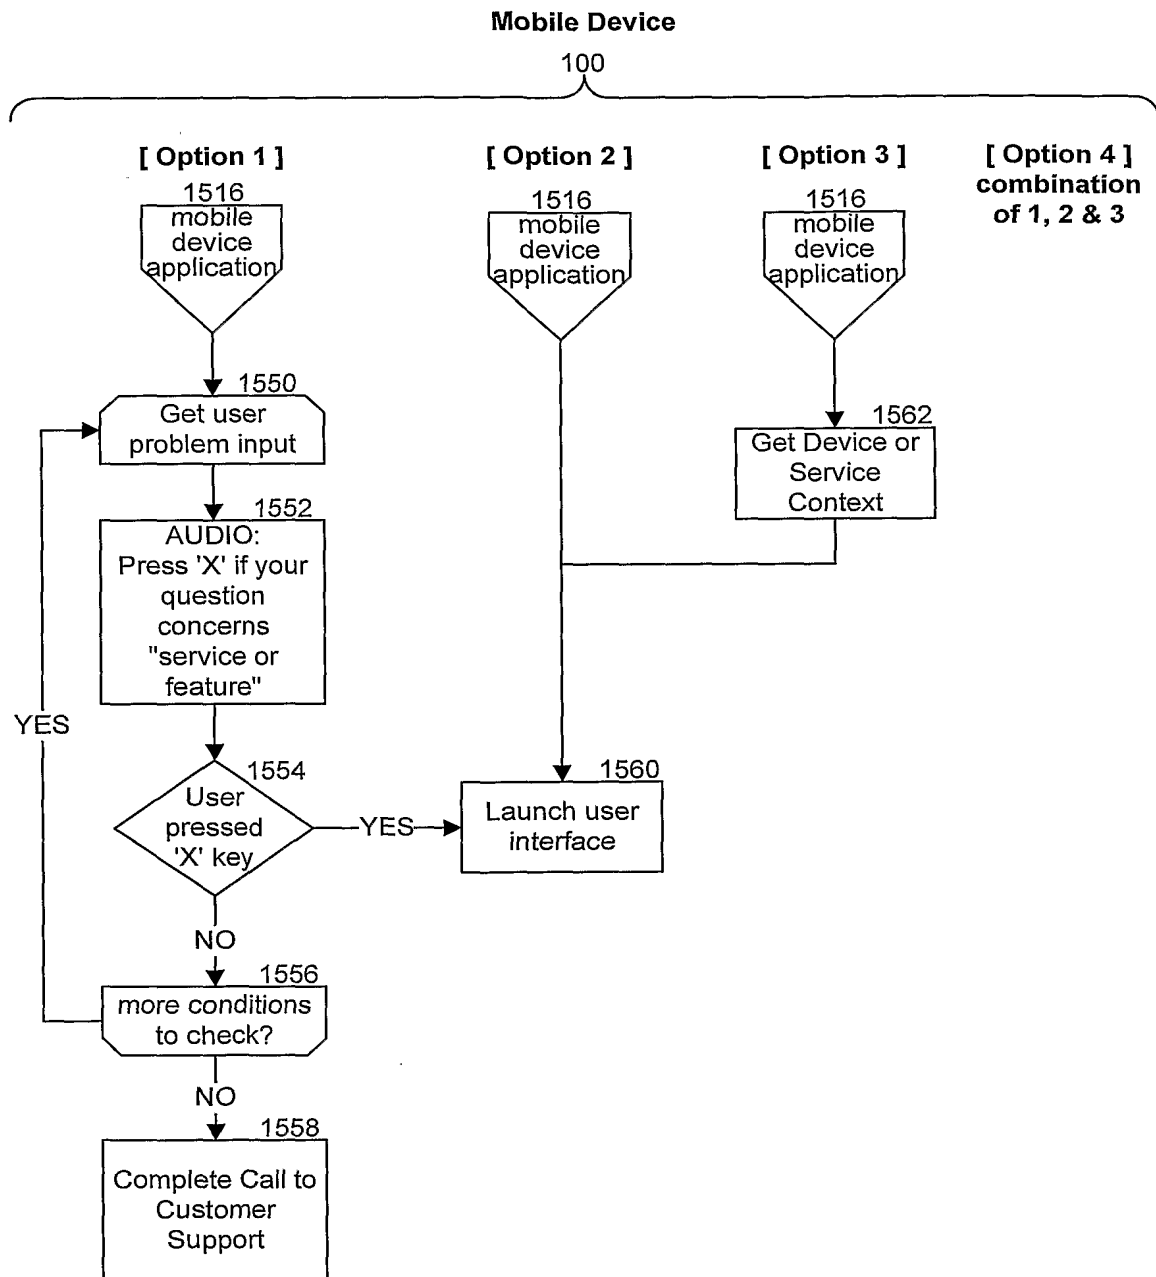 Mobile Device
100
[ Option 1 ]
1516
mobile
device
application
1550
Get user
problem input
1552
AUDIO:
Press 'X' if your
question
concerns
"service or
feature"
1554
User
pressed
'X' key
YES
YES
NO
1556
more conditions
to check?
NO
1558
Complete Call to
Customer
Support
[ Option 2 ]
1516
mobile
device
application
1560
Launch user
interface
[ Option 3 ]
1516
mobile
device
application
1562
Get Device or
Service
Context
[ Option 4 ]
combination
of 1, 2 & 3